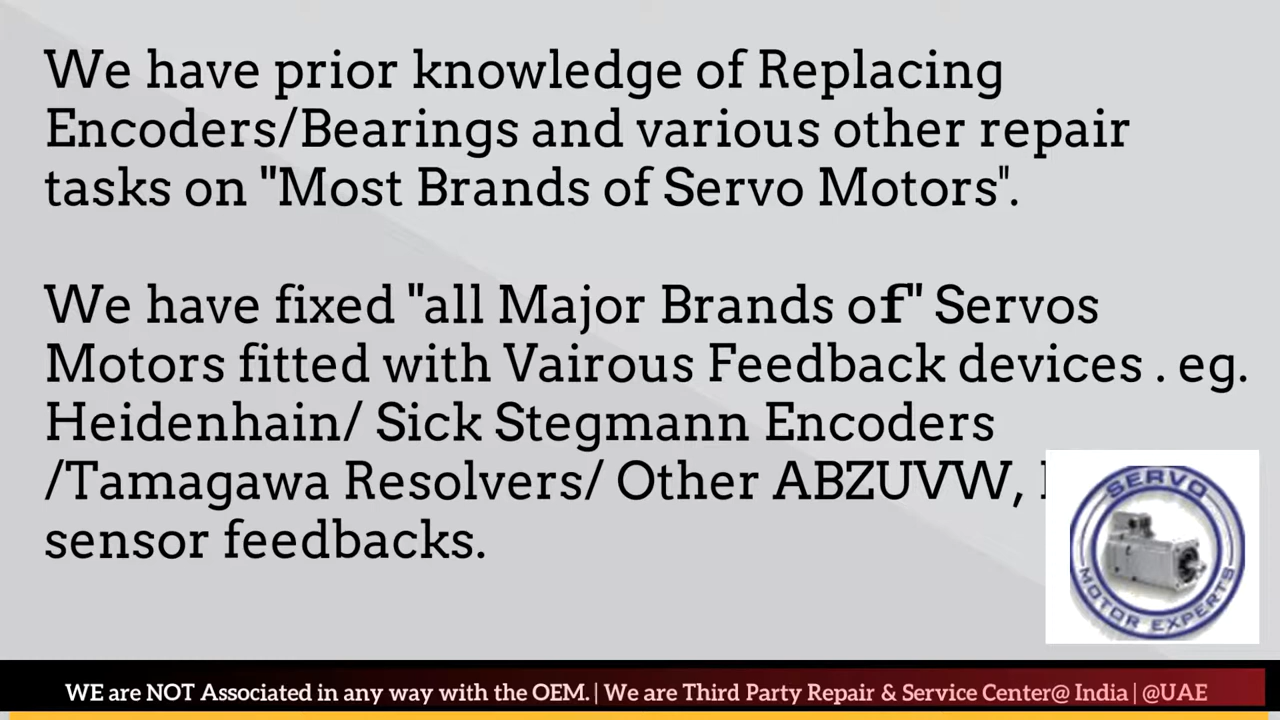 We have prior knowledge of Replacing
Encoders/Bearings and various other repair
tasks on "Most Brands of Servo Motors".
We have fixed "all Major Brands of" Servos
Motors fitted with Vairous Feedback devices . eg.
Heidenhain/ Sick Stegmann Encoders
/Tamagawa Resolvers/ Other ABZUVW,
sensor feedbacks.
SERVO
MOTOR EXPERTS
WE are NOT Associated in any way with the OEM. | We are Third Party Repair & Service Center@ India | @UAE